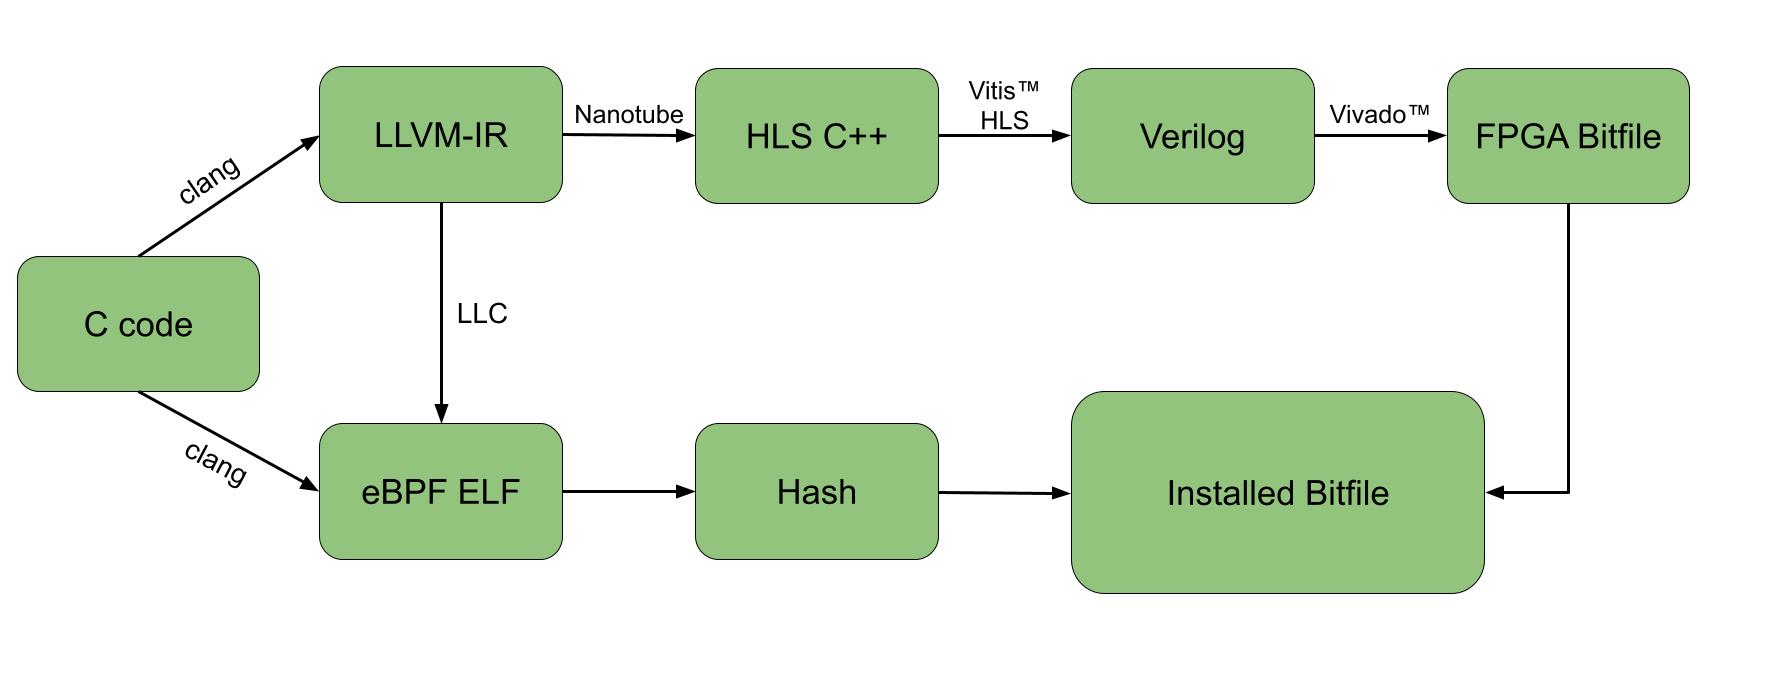 LLVM-IR
Nanotube
HLS C++
Vitis™
HLS
Verilog
Vivado™
FPGA Bitfile
clang
C code
LLC
clang
eBPF ELF
Hash
Installed Bitfile